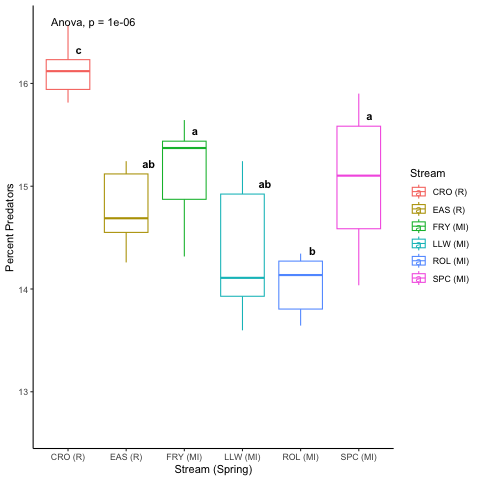 Anova, p = 1e-06
c
ab
a
ab
b
a
16
15
14
13
Percent Predators
CRO (R) EAS (R) FRY (MI) LLW (MI) ROL (MI) SPC (MI)
Stream (Spring)
Stream
a CRO (R)
a EAS (R)
a FRY (MI)
a LLW (MI)
a ROL (MI)
a SPC (MI)